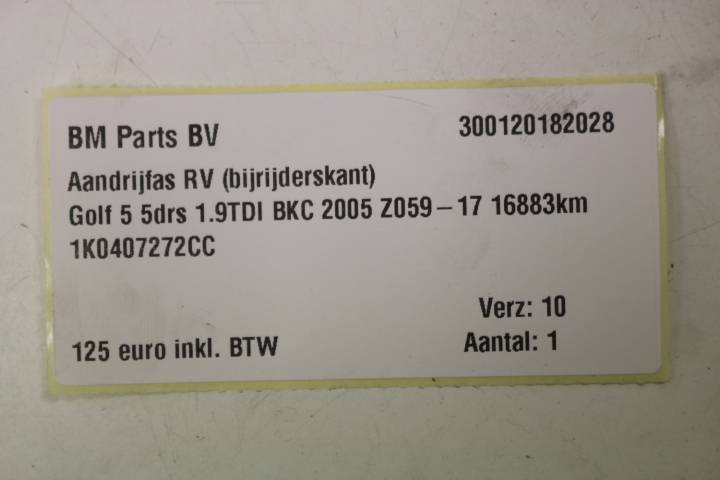 BM Parts BV 300120182028
Aandrijfas RV (bijrijderskant)
Golf 5 5drs 1.9TDI BKC 2005 Z059-17 16883km
1K0407272CC
Verz: 10
125 euro inkl. BTW Aantal: 1